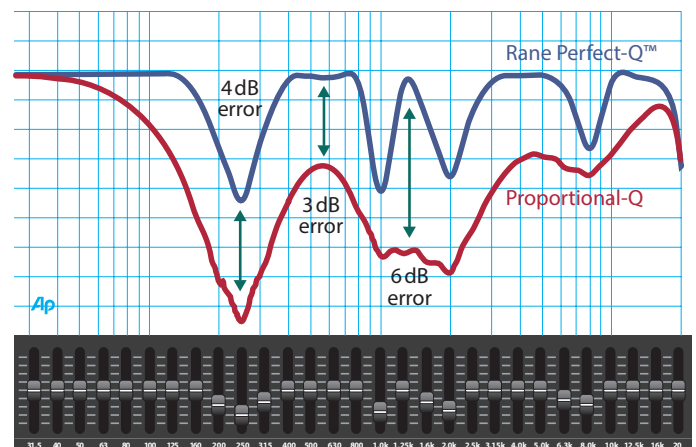 Rane Perfect-Q™
4 dB
error
3 dB
error
Proportional-Q
6 dB
error
Ap
31.5 40 50 63 80 100 125 160 200 250 315 400 500 630 800 1.0k 1.25k 1.6k 2.0k 2.5k 3.15k 4.0k 5.0k 6.3k 8.0k 10k 12.5k 16k 20